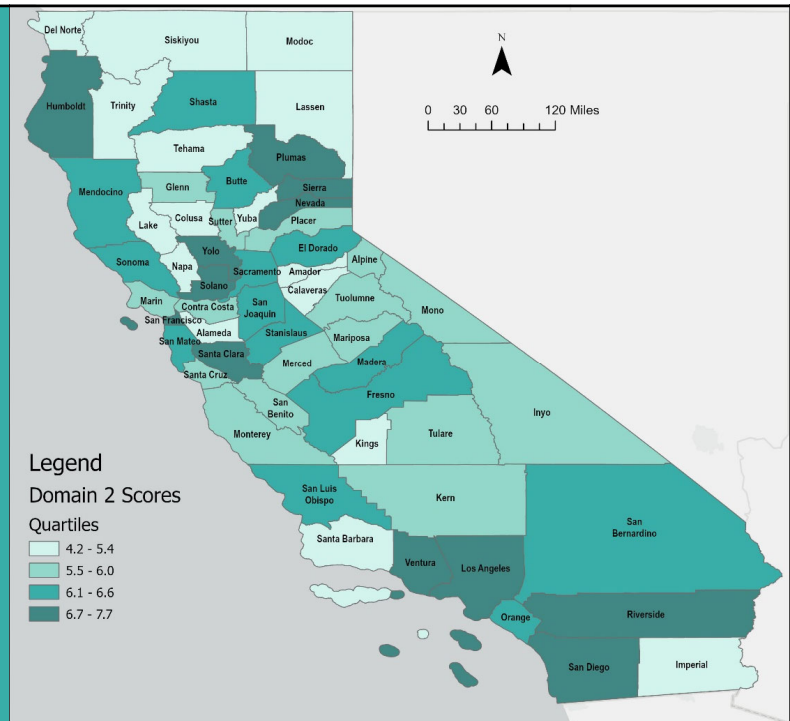 Del Norte
Siskiyou
Modoc
N
0 30 60 120 Miles
Humboldt
Trinity
Shasta
Lassen
Tehama
Plumas
Mendocino
Glenn
Butte
Sierra
Nevada
Colusa
Sutter
Yuba
Placer
Lake
Yolo
El Dorado
Sonoma
Napa
Sacramento
Amador
Alpine
Solano
Calaveras
Marin
Contra Costa
San
Joaquin
Tuolumne
Mono
San Francisco
Alameda
Stanislaus
San Mateo
Mariposa
Santa Clara
Merced
Madera
Santa Cruz
Fresno
San
Benito
Inyo
Monterey
Kings
Tulare
Legend
Domain 2 Scores
Quartiles
4.2 - 5.4
5.5 - 6.0
6.1 - 6.6
6.7 - 7.7
San Luis
Obispo
Kern
San
Bernardino
Santa Barbara
Ventura
Los Angeles
Orange
Riverside
San Diego
Imperial